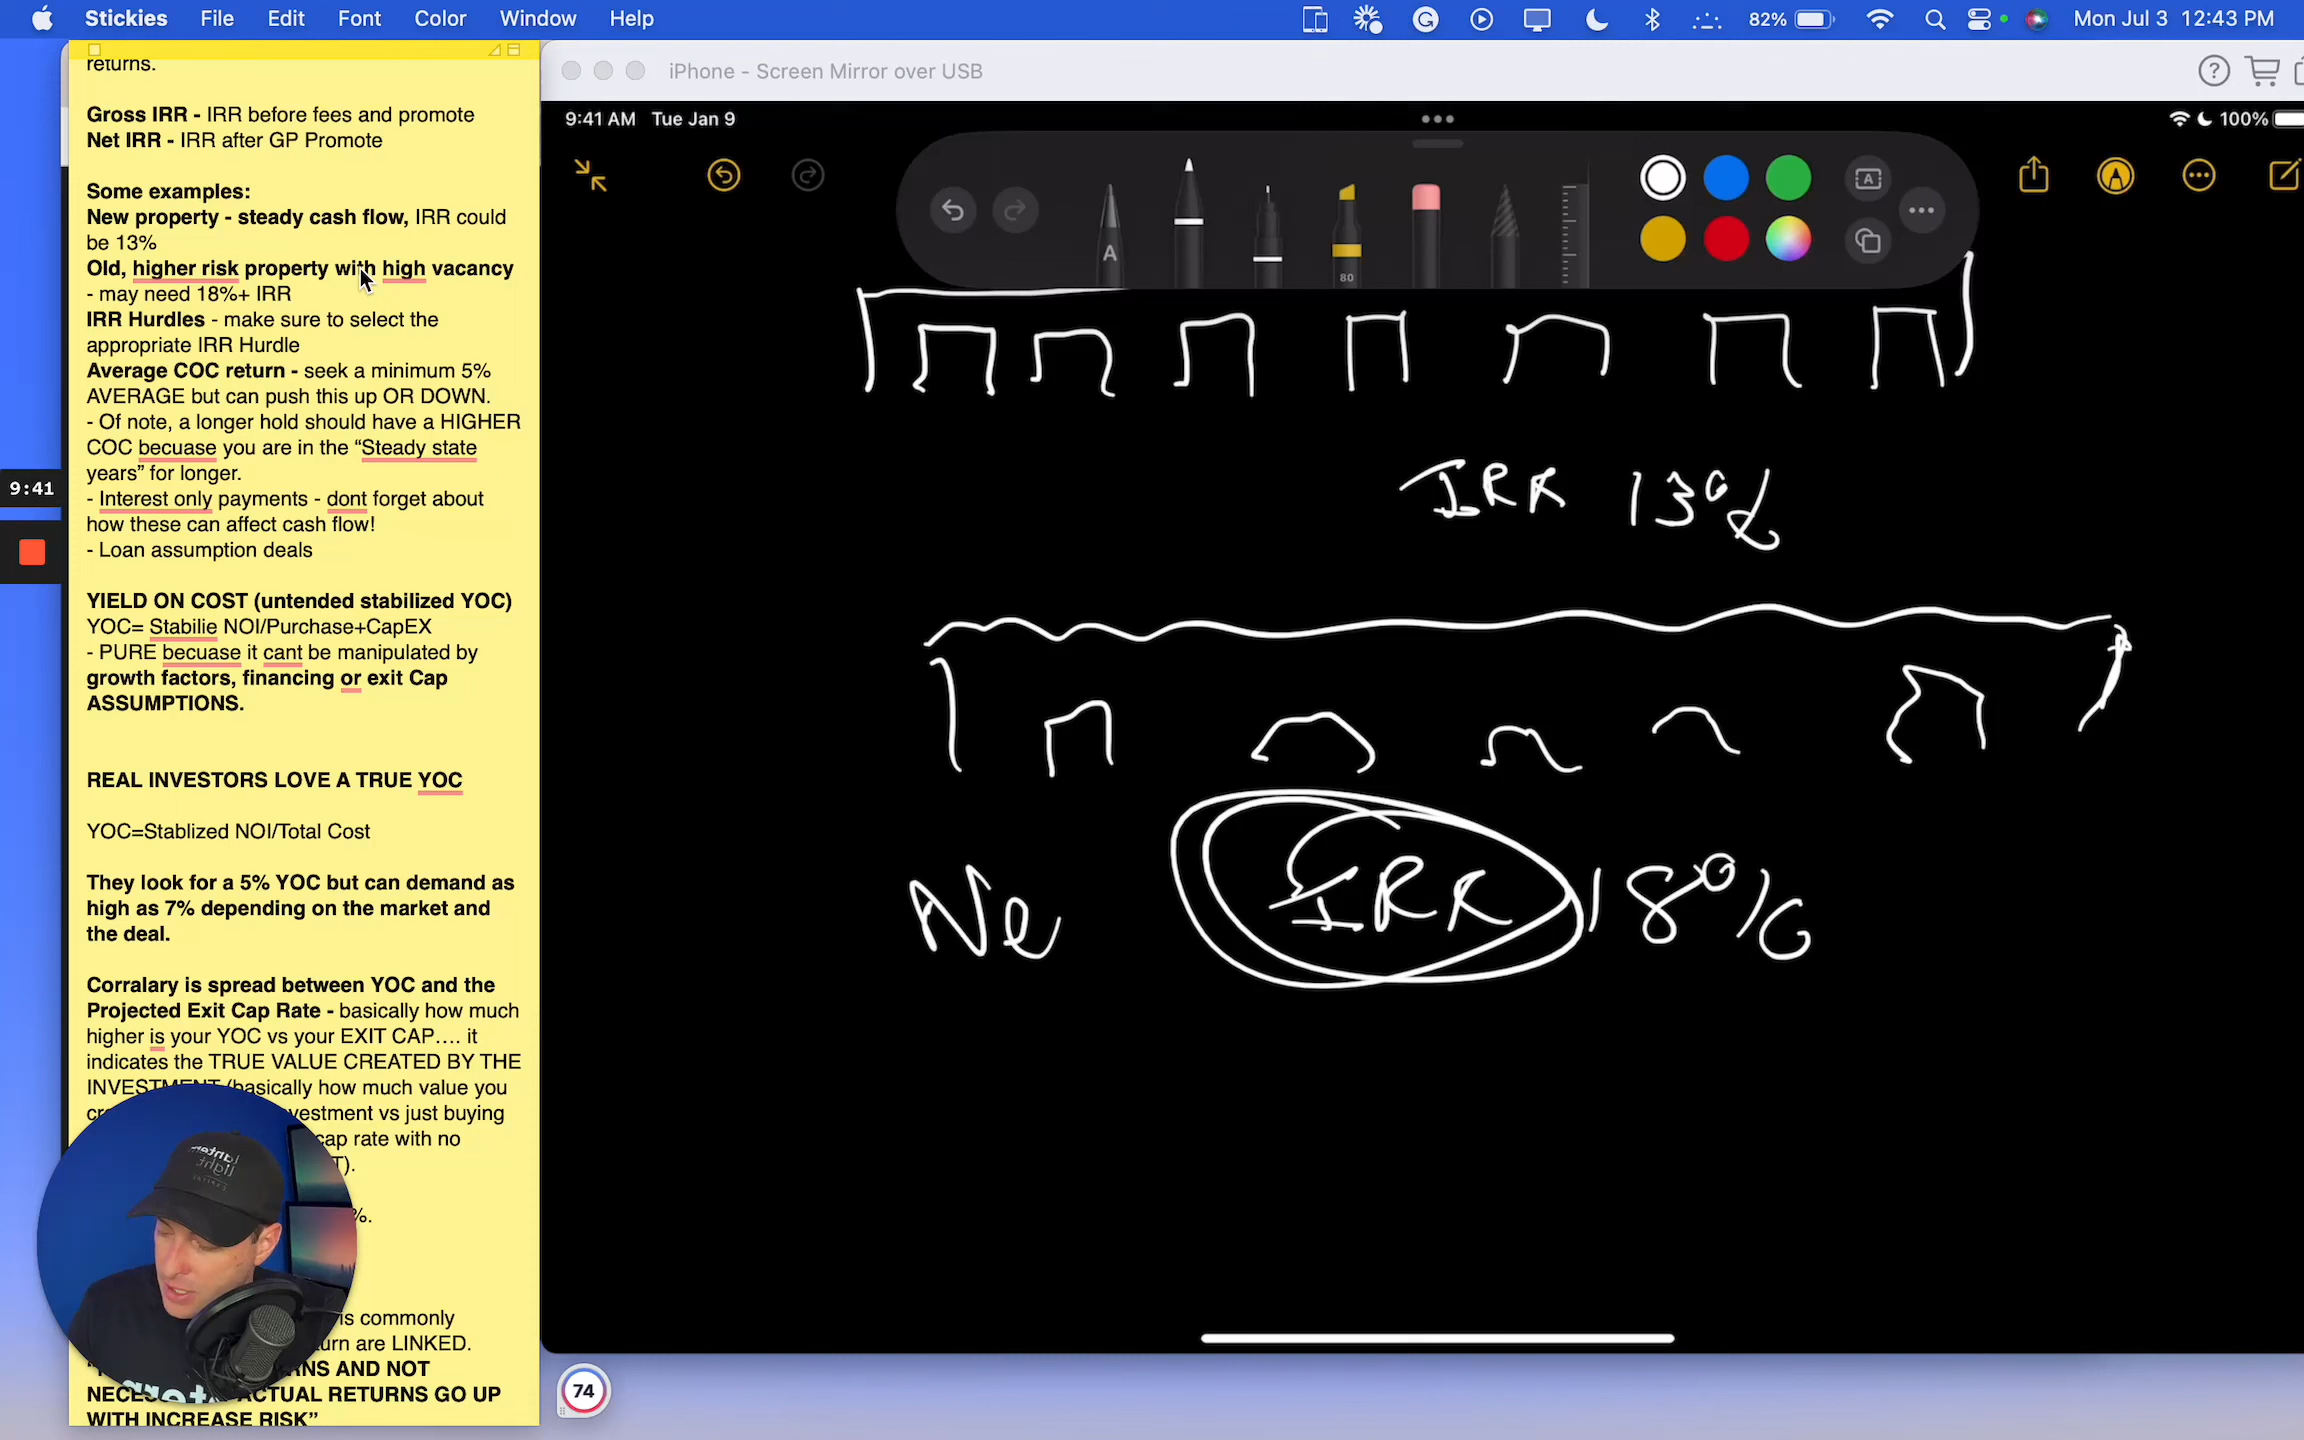 Stickies File Edit Font Color Window Help
82% Mon Jul 3 12:43 PM
returns.
Gross IRR - IRR before fees and promote
Net IRR - IRR after GP Promote
Some examples:
New property - steady cash flow, IRR could
be 13%
Old, higher risk property with high vacancy
- may need 18%+ IRR
IRR Hurdles - make sure to select the
appropriate IRR Hurdle
Average COC return - seek a minimum 5%
AVERAGE but can push this up OR DOWN.
- Of note, a longer hold should have a HIGHER
COC becuase you are in the “Steady state
years” for longer.
- Interest only payments - dont forget about
how these can affect cash flow!
- Loan assumption deals
YIELD ON COST (untended stabilized YOC)
YOC= Stabilie NOI/Purchase+CapEX
- PURE becuase it cant be manipulated by
growth factors, financing or exit Cap
ASSUMPTIONS.
REAL INVESTORS LOVE A TRUE YOC
YOC=Stablized NOI/Total Cost
They look for a 5% YOC but can demand as
high as 7% depending on the market and
the deal.
Corralary is spread between YOC and the
Projected Exit Cap Rate - basically how much
higher is your YOC vs your EXIT CAP…. it
indicates the TRUE VALUE CREATED BY THE
INVESTMENT (basically how much value you
vestment vs just buying
cap rate with no
T).
%.
is commonly
urn are LINKED.
RNS AND NOT
ACTUAL RETURNS GO UP
WITH INCREASE RISK”
9:41
lantern
light
74
iPhone - Screen Mirror over USB
9:41 AM Tue Jan 9
100%
A
80
A
IRR 13%
Ne IRR 18%